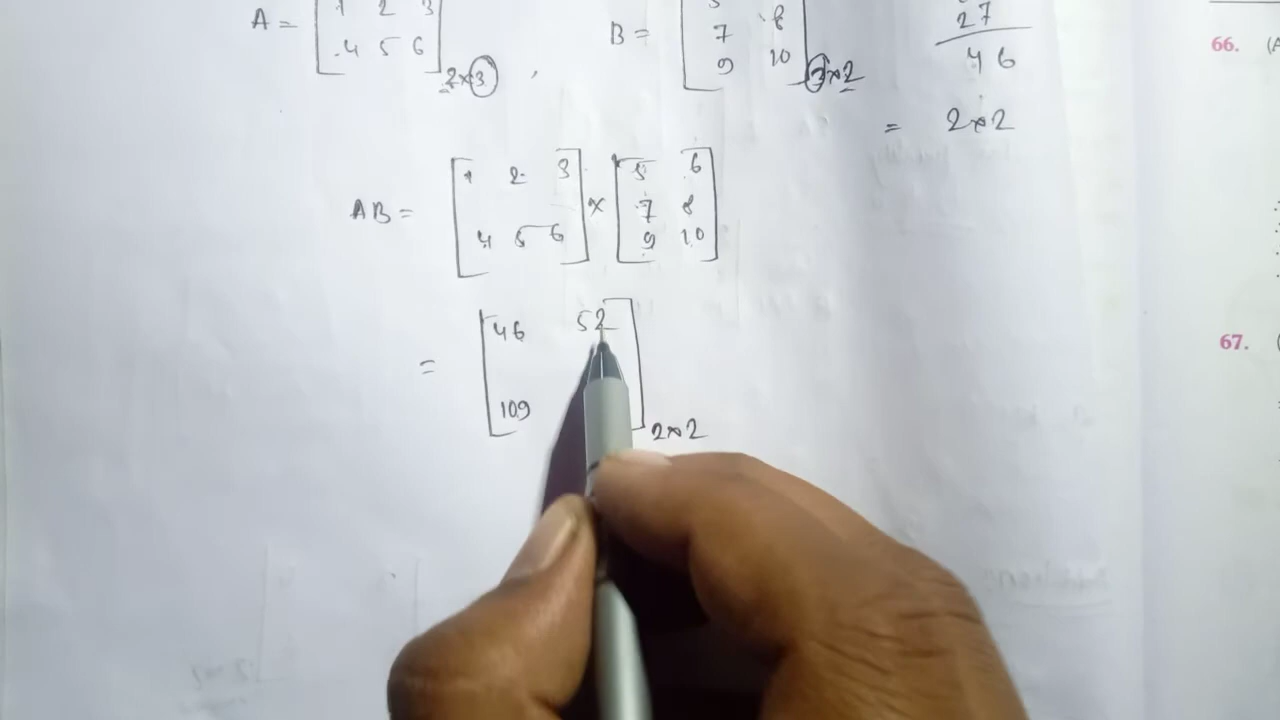 A = [ 1 2 3
4 5 6 ] 2×3 ,
B = [ 5
8
7
9 10 ] 3×2
27
46
= 2×2
AB = [ 1 2 3
4 5 6 ] × [ 5 6
7 8
9 10 ]
= [ 46 52
109 ] 2×2
66. (A
67. (